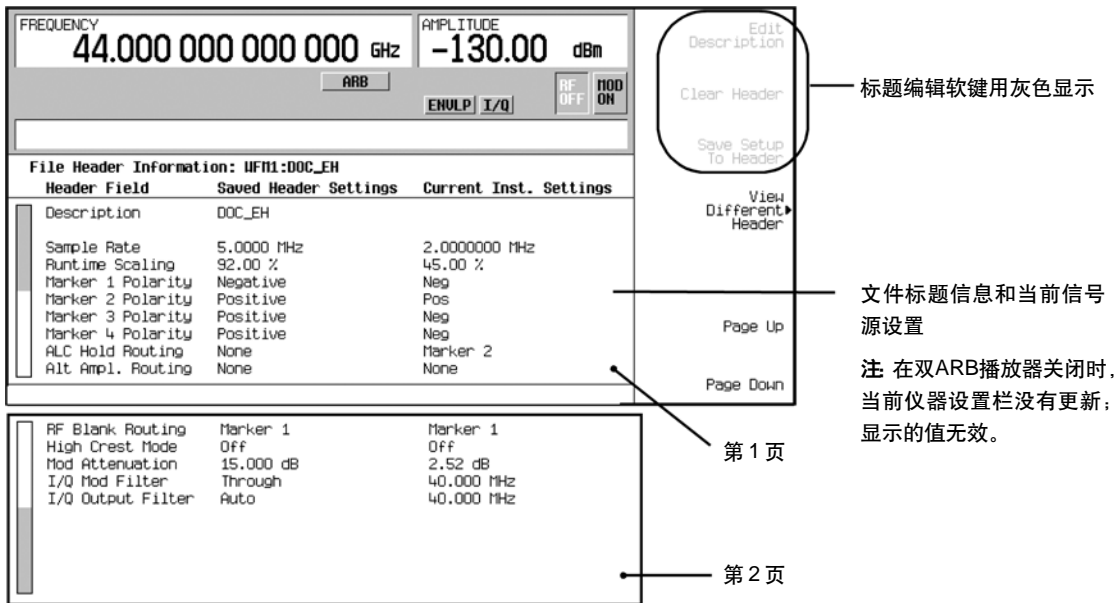 FREQUENCY
44.000 000 000 000 GHz
AMPLITUDE
-130.00 dBm
ARB
ENVLP I/Q
RF OFF
MOD ON
File Header Information: WFM1:DOC_EH
Header Field Saved Header Settings Current Inst. Settings
Description DOC_EH
Sample Rate 5.0000 MHz 2.0000000 MHz
Runtime Scaling 92.00 % 45.00 %
Marker 1 Polarity Negative Neg
Marker 2 Polarity Positive Pos
Marker 3 Polarity Positive Neg
Marker 4 Polarity Positive Neg
ALC Hold Routing None Marker 2
Alt Ampl. Routing None None
RF Blank Routing Marker 1 Marker 1
High Crest Mode Off Off
Mod Attenuation 15.000 dB 2.52 dB
I/Q Mod Filter Through 40.000 MHz
I/Q Output Filter Auto 40.000 MHz
Edit
Description
Clear Header
Save Setup
To Header
View
Different
Header
Page Up
Page Down
标题编辑软键用灰色显示
文件标题信息和当前信号
源设置
注: 在双ARB播放器关闭时，
当前仪器设置栏没有更新；
显示的值无效。
第 1 页
第 2 页